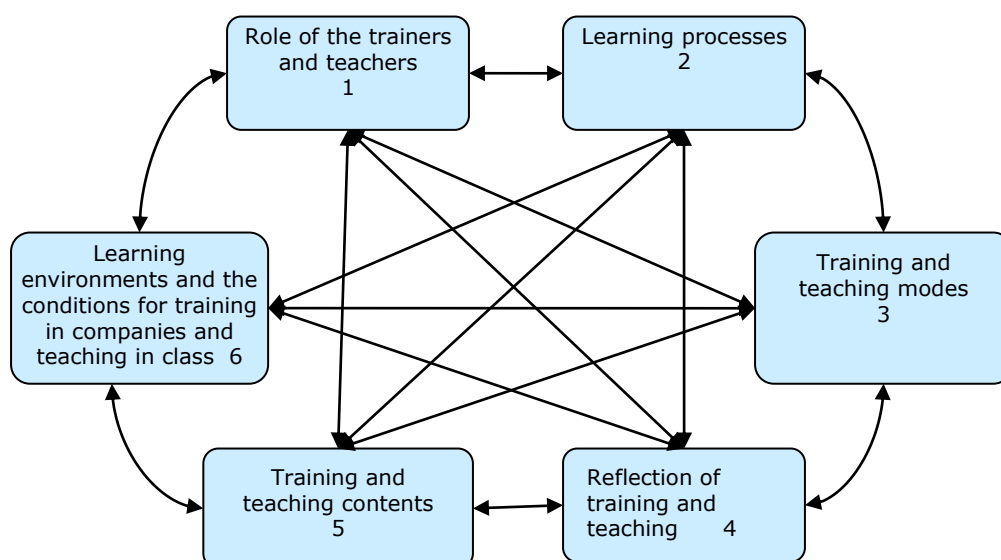 Role of the trainers
and teachers
1
Learning processes
2
Training and
teaching modes
3
Reflection of
training and
teaching 4
Training and
teaching contents
5
Learning
environments and the
conditions for training
in companies and
teaching in class 6